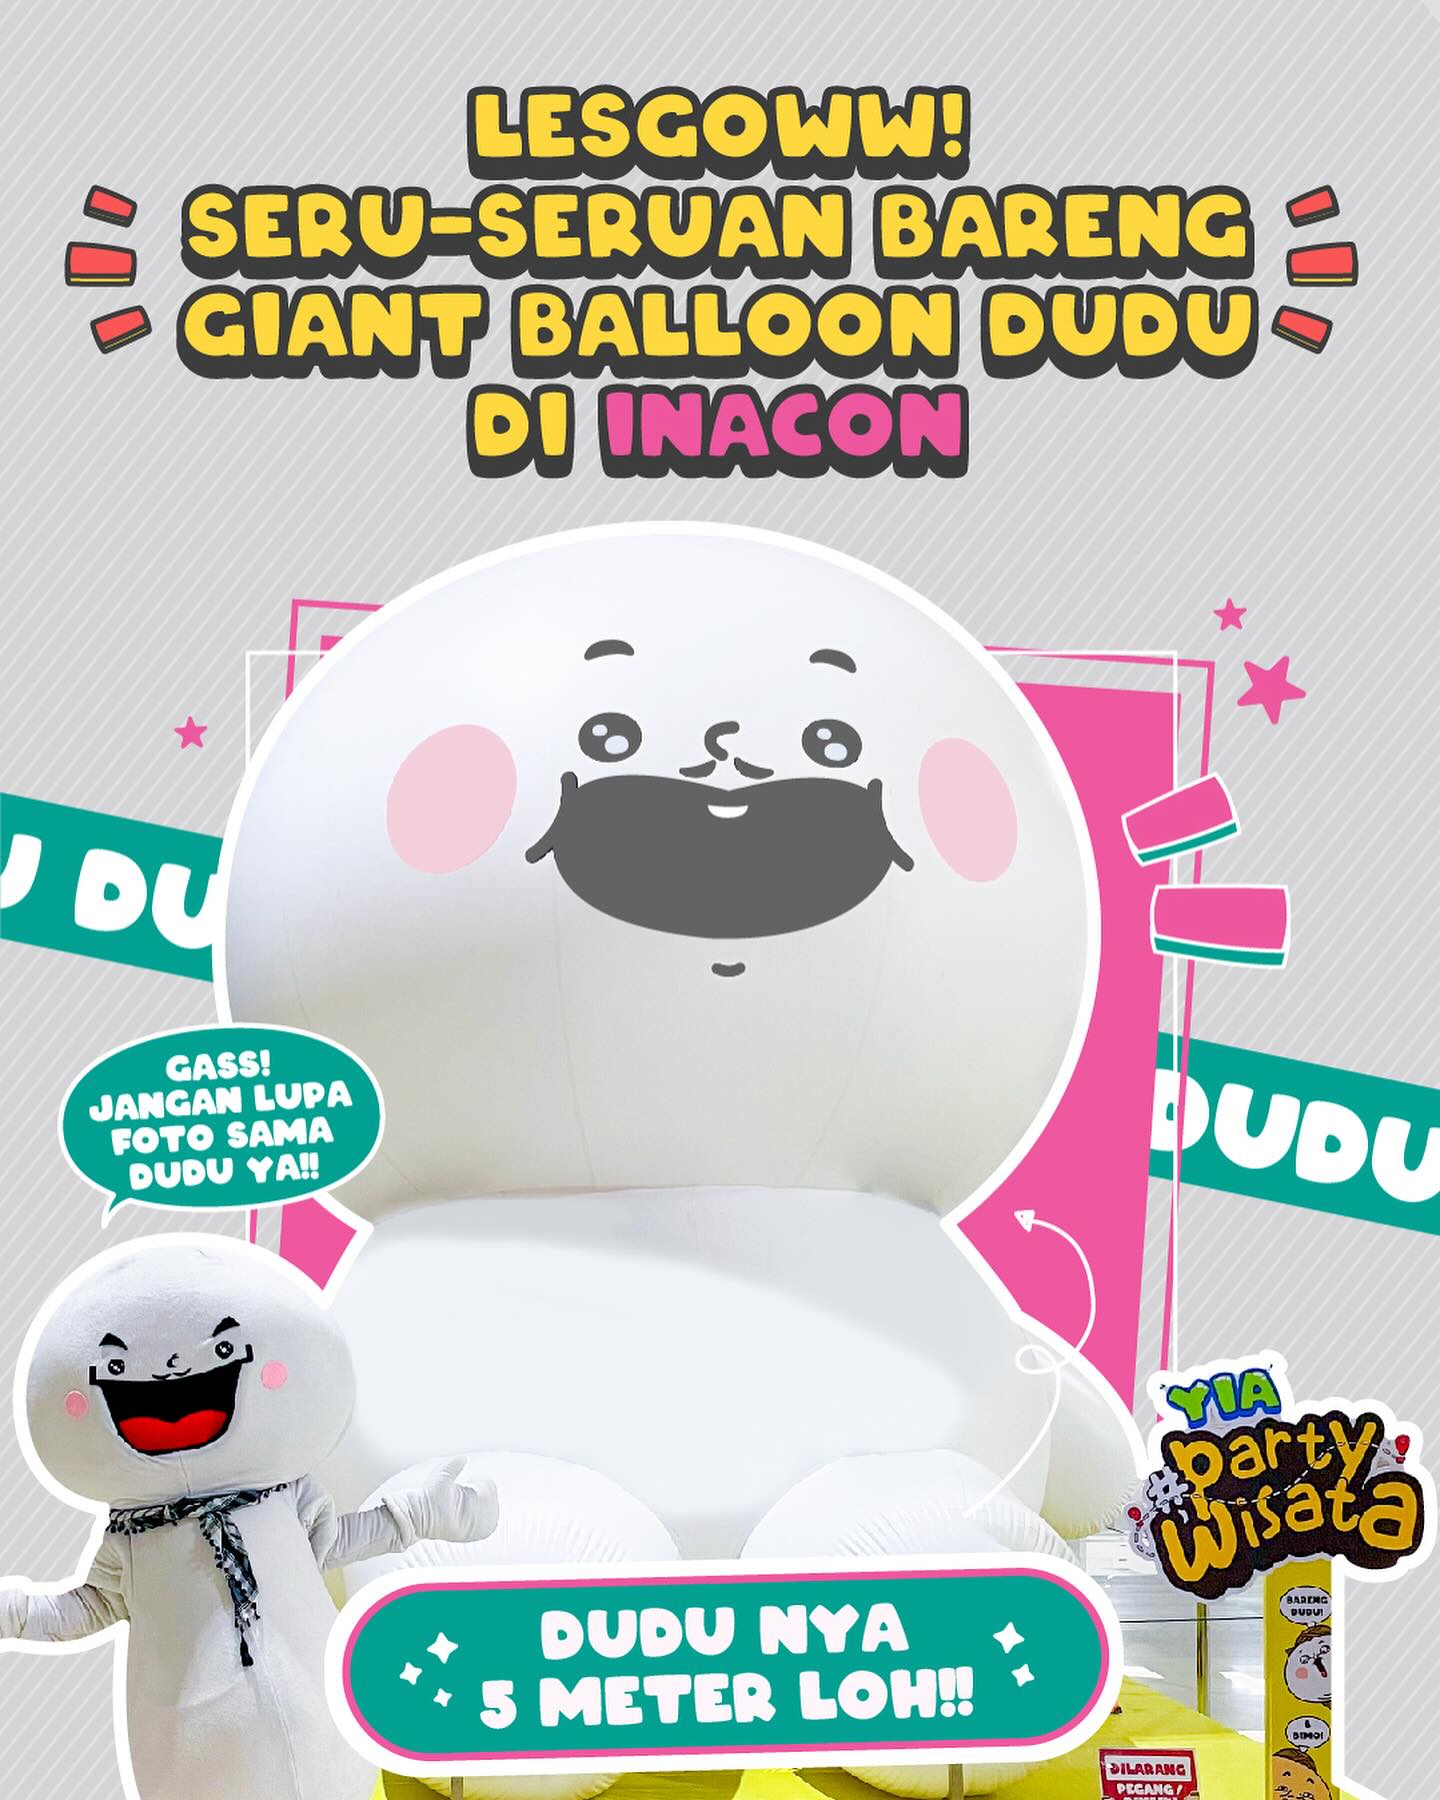 LESGOWW!
SERU-SERUAN BARENG
GIANT BALLOON DUDU
DI INACON
U DU
GASS!
JANGAN LUPA
FOTO SAMA
DUDU YA!!
DUDU
YIA
#party
wisata
BARENG
DUDU!
&
BIMO!
DUDU NYA
5 METER LOH!!
DILARANG
PEGANG/